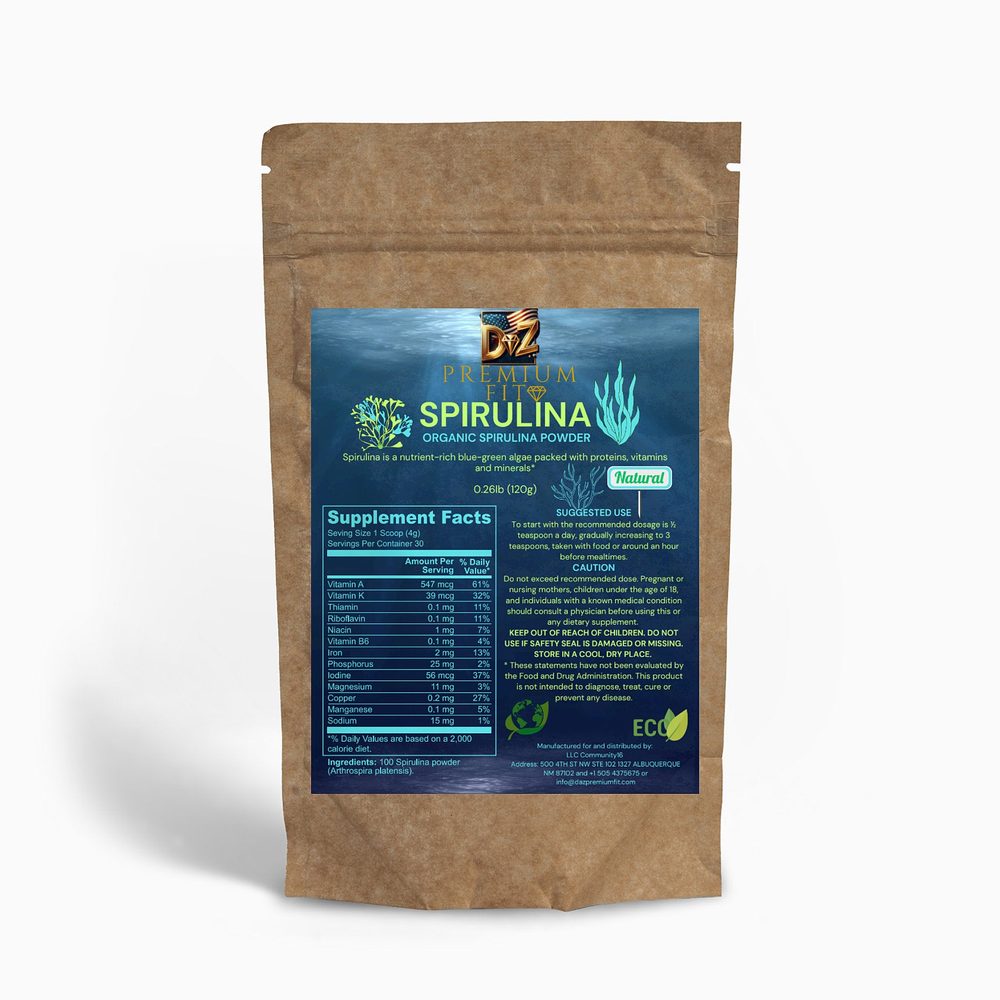 DZ
PREMIUM
FIT
SPIRULINA
ORGANIC SPIRULINA POWDER
Spirulina is a nutrient-rich blue-green algae packed with proteins, vitamins
and minerals*
0.26lb (120g)
Natural
Supplement Facts
Seving Size 1 Scoop (4g)
Servings Per Container 30
Amount Per Serving % Daily Value*
Vitamin A 547 mcg 61%
Vitamin K 39 mcg 32%
Thiamin 0.1 mg 11%
Riboflavin 0.1 mg 11%
Niacin 1 mg 7%
Vitamin B6 0.1 mg 4%
Iron 2 mg 13%
Phosphorus 25 mg 2%
Iodine 56 mcg 37%
Magnesium 11 mg 3%
Copper 0.2 mg 27%
Manganese 0.1 mg 5%
Sodium 15 mg 1%
*% Daily Values are based on a 2,000
calorie diet.
Ingredients: 100 Spirulina powder
(Arthrospira platensis).
SUGGESTED USE
To start with the recommended dosage is ½
teaspoon a day, gradually increasing to 3
teaspoons, taken with food or around an hour
before mealtimes.
CAUTION
Do not exceed recommended dose. Pregnant or
nursing mothers, children under the age of 18,
and individuals with a known medical condition
should consult a physician before using this or
any dietary supplement.
KEEP OUT OF REACH OF CHILDREN. DO NOT
USE IF SAFETY SEAL IS DAMAGED OR MISSING.
STORE IN A COOL, DRY PLACE.
* These statements have not been evaluated by
the Food and Drug Administration. This product
is not intended to diagnose, treat, cure or
prevent any disease.
ECO
Manufactured for and distributed by:
LLC Community16
Address: 500 4TH ST NW STE 102 1327 ALBUQUERQUE
NM 87102 and +1 505 4375675 or
info@dazpremiumfit.com